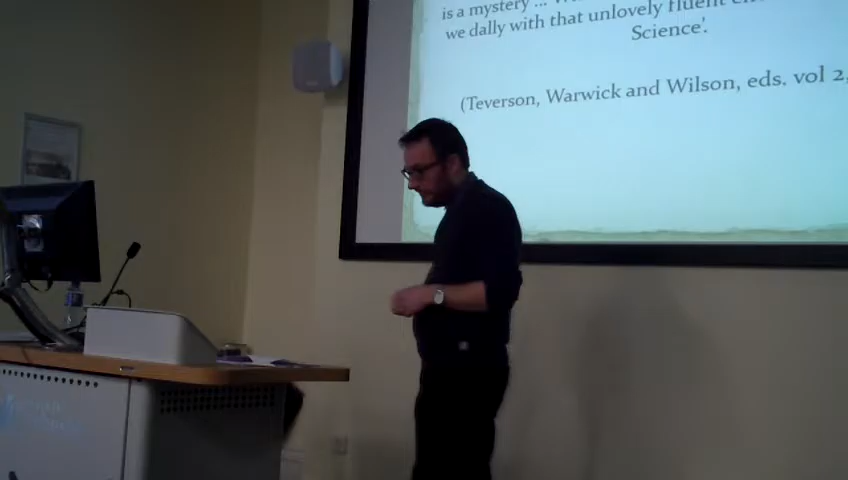 is a mystery ...
we dally with that unlovely fluent
Science'.
(Teverson, Warwick and Wilson, eds. vol 2,